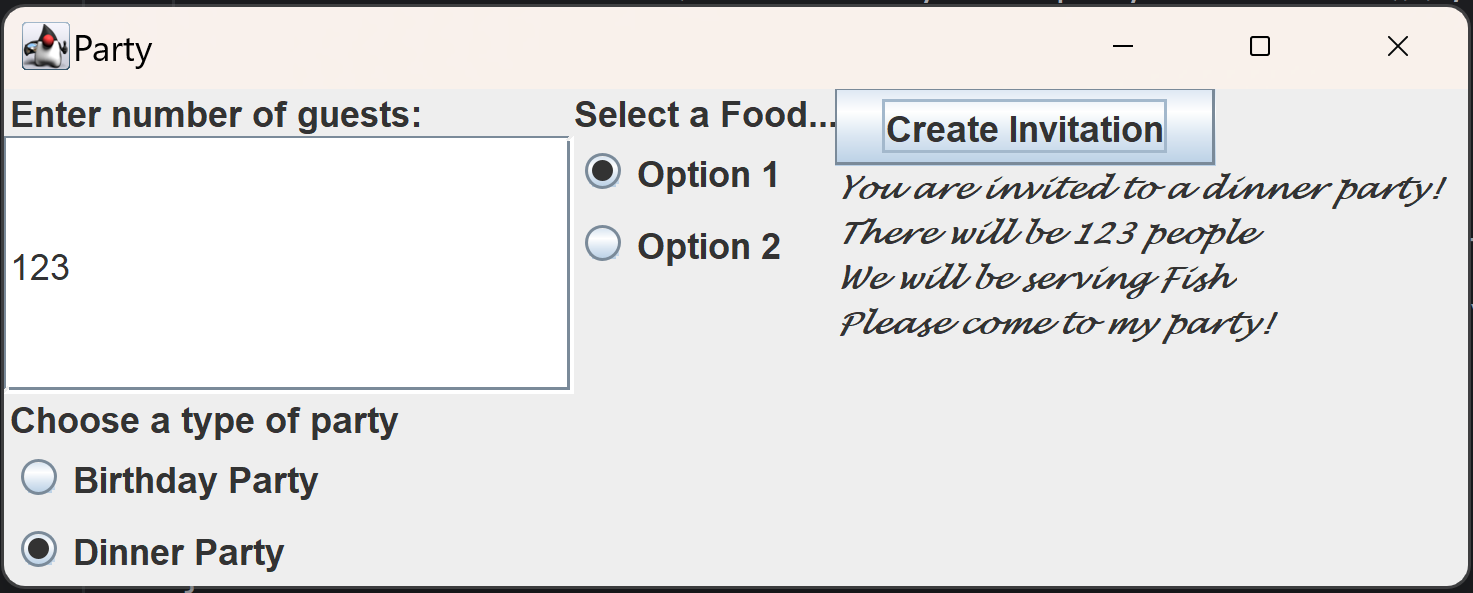 Party
Enter number of guests:
123
Choose a type of party
Birthday Party
Dinner Party
Select a Food...
Option 1
Option 2
Create Invitation
You are invited to a dinner party!
There will be 123 people
We will be serving Fish
Please come to my party!